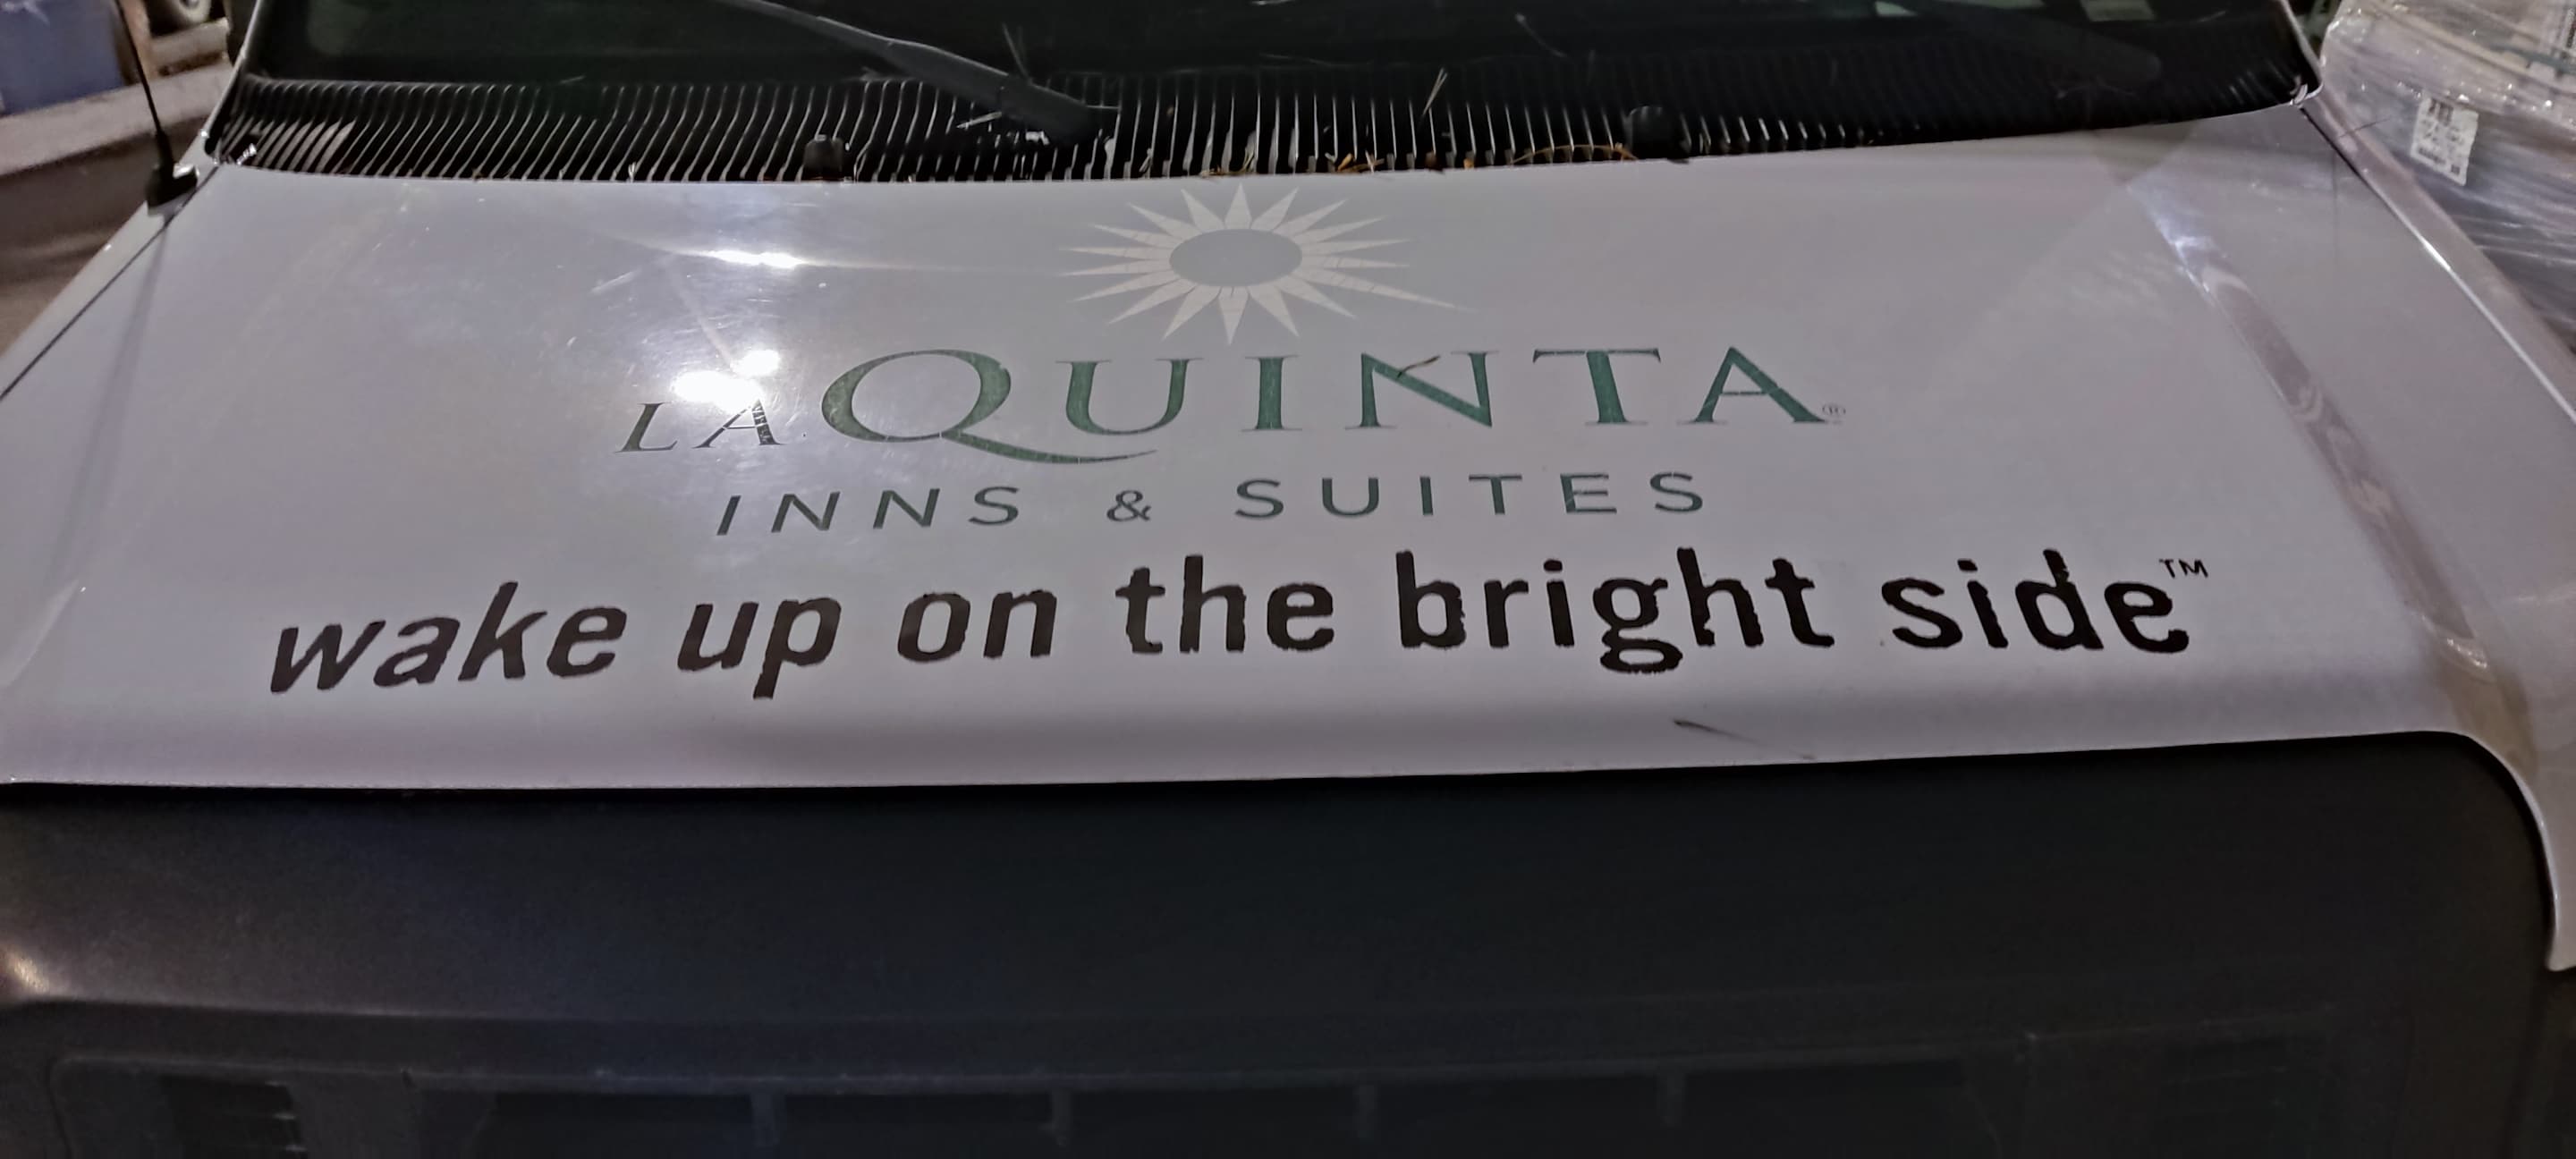 LA QUINTA®
INNS & SUITES
wake up on the bright side™